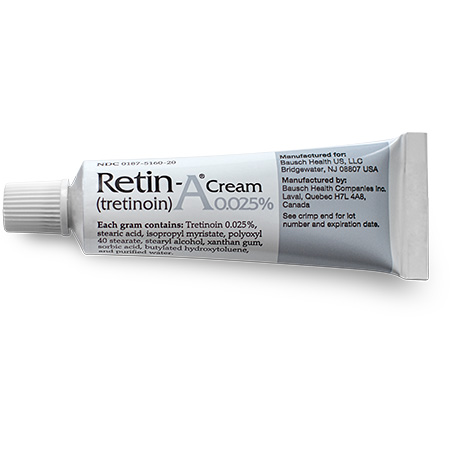 NDC 0187-5160-20
Retin-A® Cream
(tretinoin) 0.025%
Each gram contains: Tretinoin 0.025%,
stearic acid, isopropyl myristate, polyoxyl
40 stearate, stearyl alcohol, xanthan gum,
sorbic acid, butylated hydroxytoluene,
and purified water.
Manufactured for:
Bausch Health US, LLC
Bridgewater, NJ 08807 USA
Manufactured by:
Bausch Health Companies Inc.
Laval, Quebec H7L 4A8,
Canada
See crimp end for lot
number and expiration date.